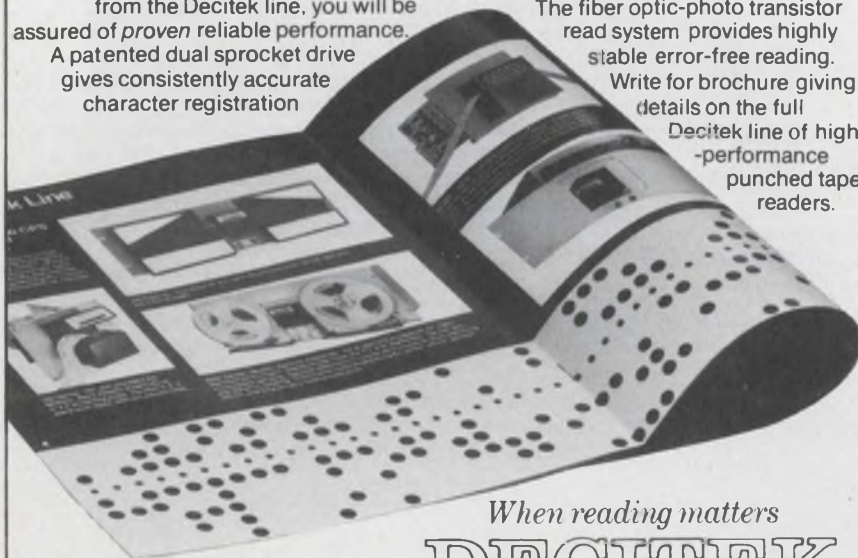 from the Decitek line, you will be
assured of proven reliable performance.
A patented dual sprocket drive
gives consistently accurate
character registration
The fiber optic-photo transistor
read system provides highly
stable error-free reading.
Write for brochure giving
details on the full
Decitek line of high
-performance
punched tape
readers.
k Line
When reading matters
DECITEK